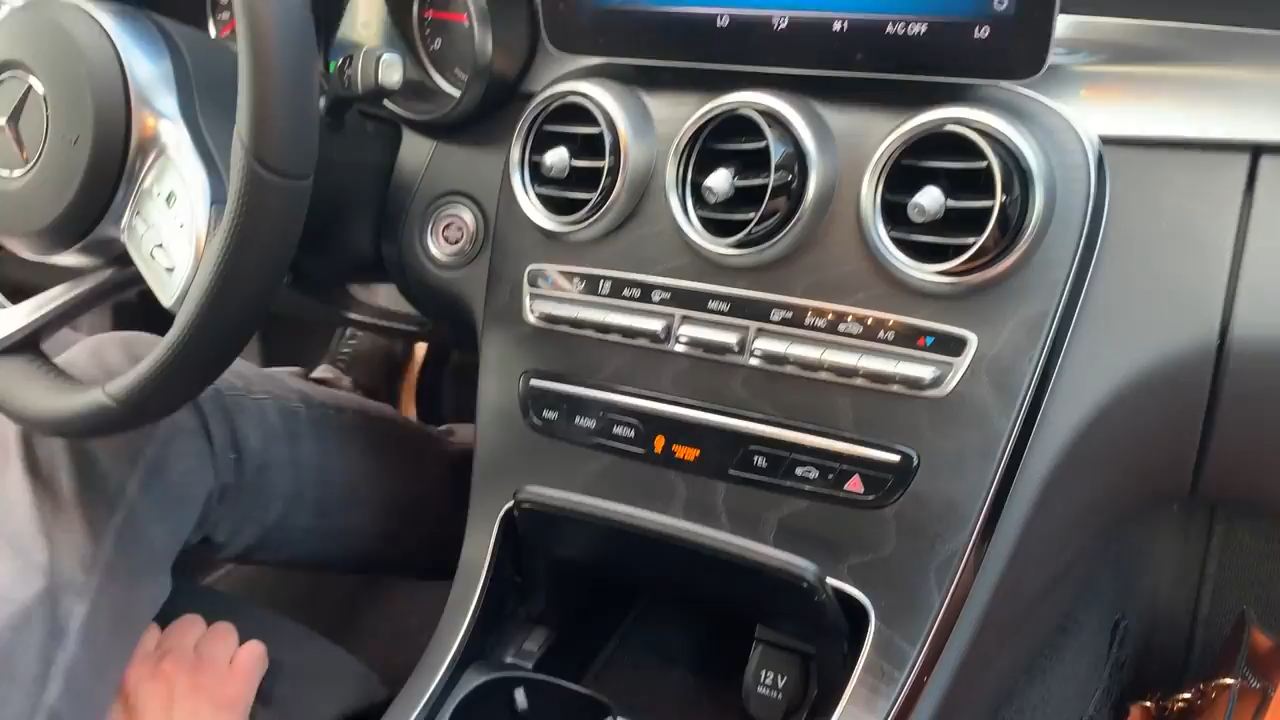 LO A/C OFF LO
AUTO MENU SYNC A/C
NAVI RADIO MEDIA TEL
12 V